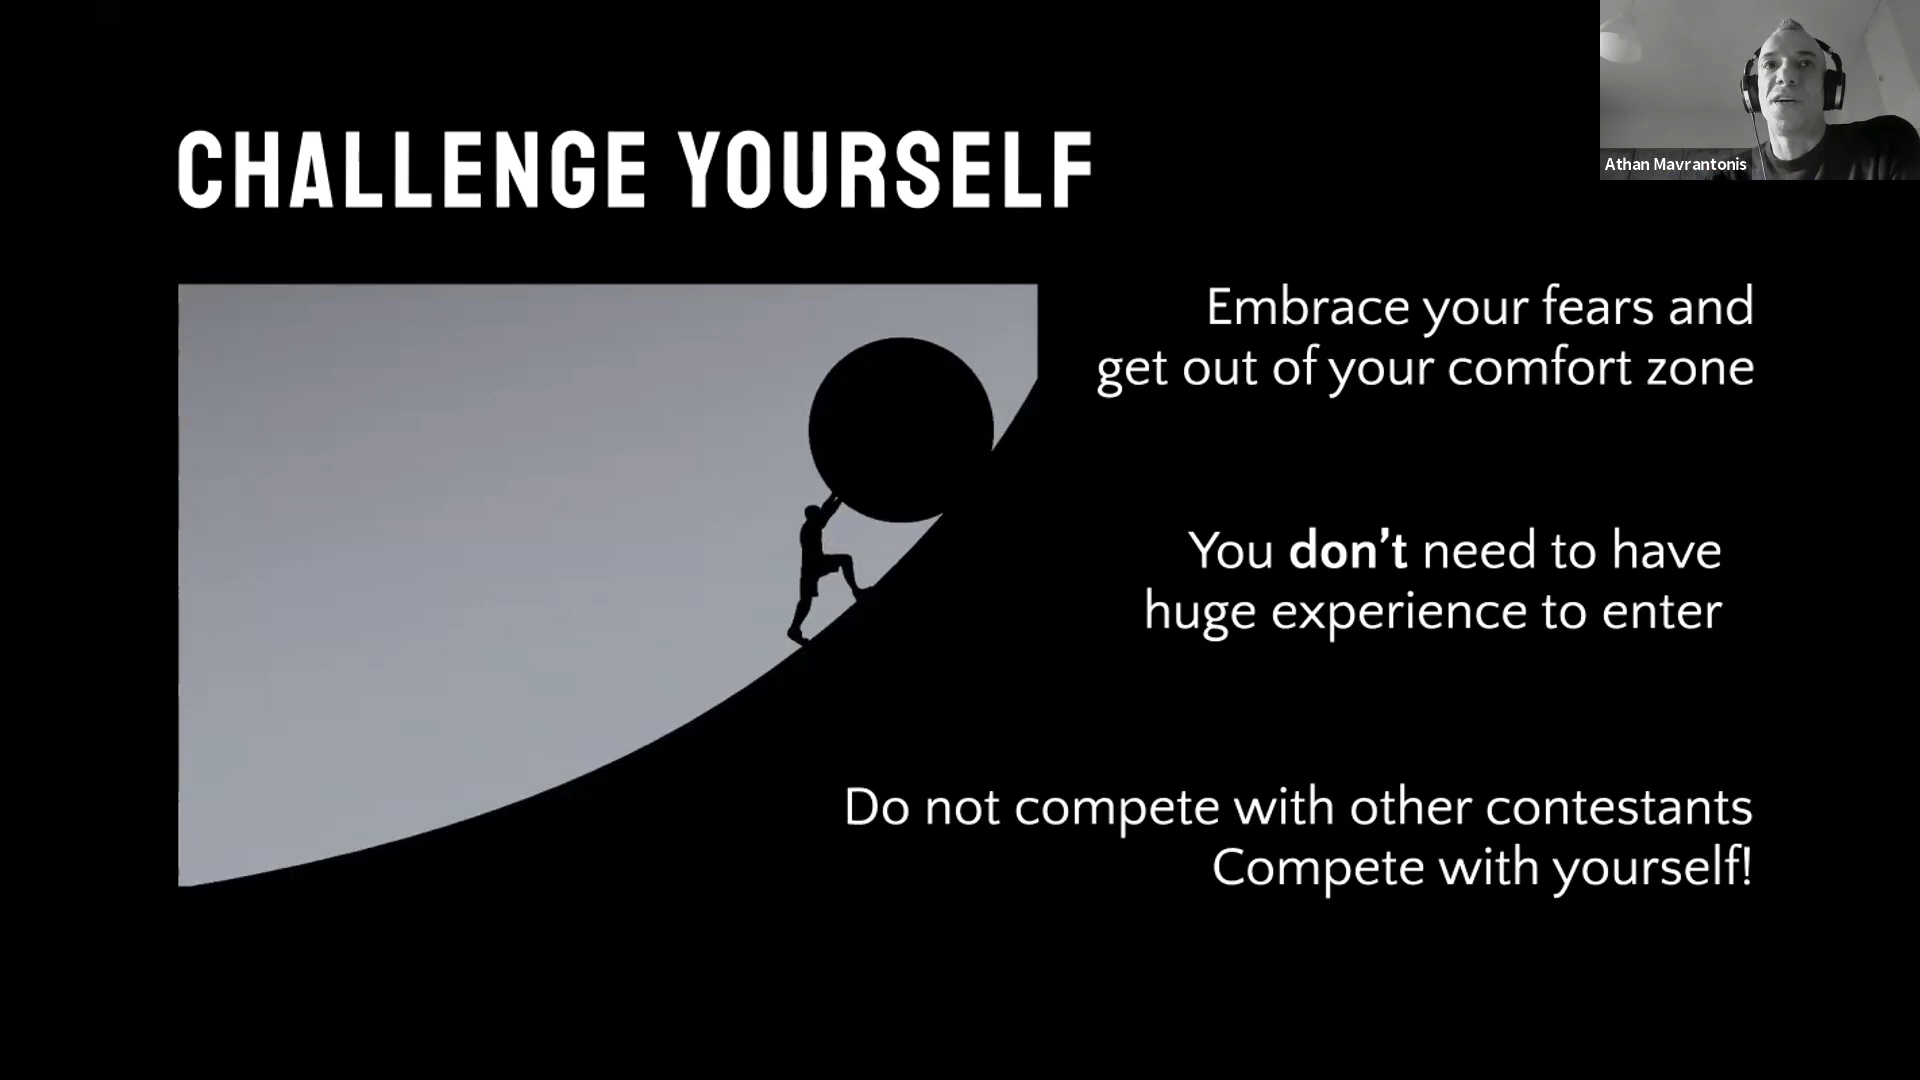 CHALLENGE YOURSELF
Athan Mavrantonis
Embrace your fears and
get out of your comfort zone
You don’t need to have
huge experience to enter
Do not compete with other contestants
Compete with yourself!